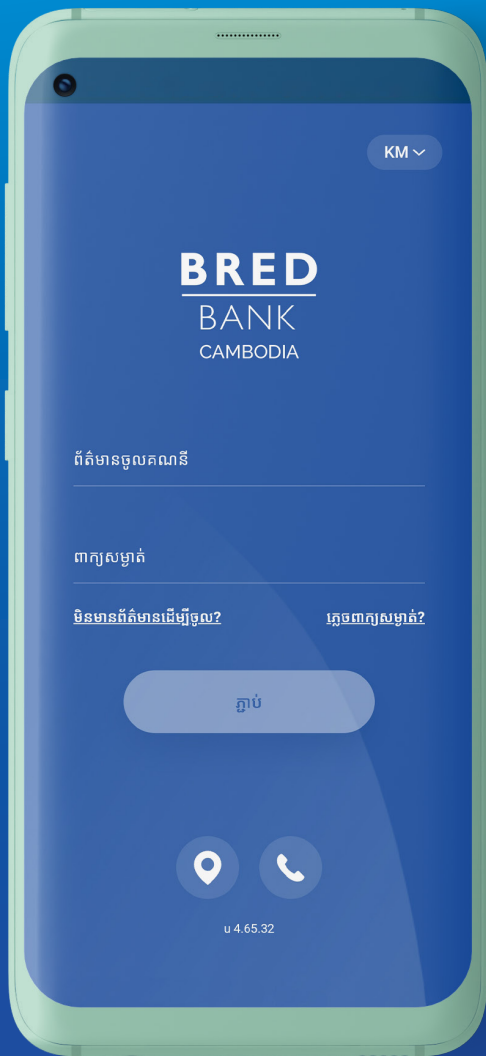 KM
BRED
BANK
CAMBODIA
ព័ត៌មានចូលគណនី
ពាក្យសម្ងាត់
មិនមានព័ត៌មានដើម្បីចូល?
ភ្លេចពាក្យសម្ងាត់?
ភ្ជាប់
u 4.65.32